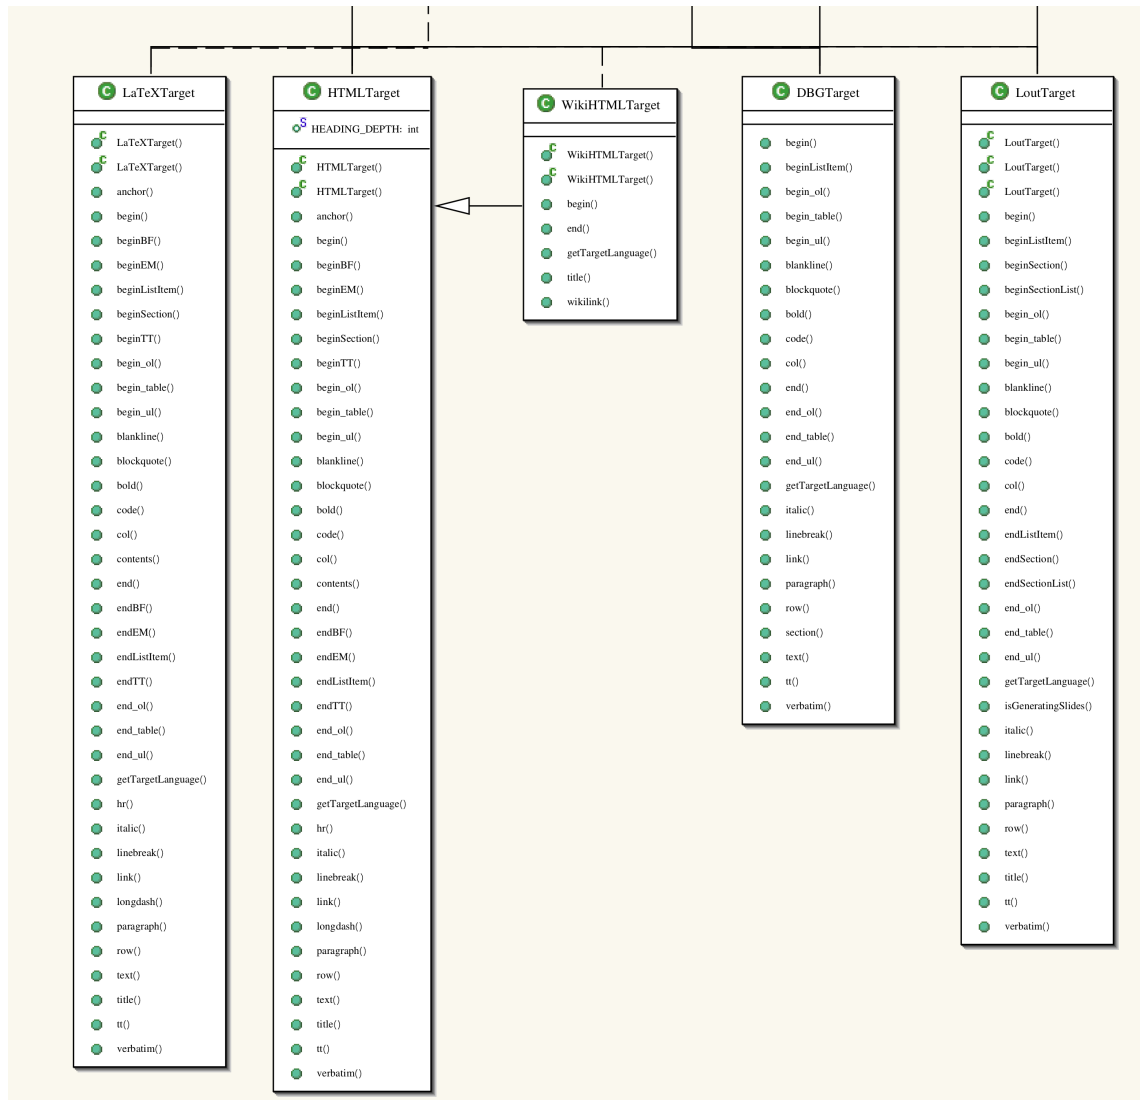 C LaTeXTarget
C LaTeXTarget()
C LaTeXTarget()
anchor()
begin()
beginBF()
beginEM()
beginListItem()
beginSection()
beginTT()
begin_ol()
begin_table()
begin_ul()
blankline()
blockquote()
bold()
code()
col()
contents()
end()
endBF()
endEM()
endListItem()
endTT()
end_ol()
end_table()
end_ul()
getTargetLanguage()
hr()
italic()
linebreak()
link()
longdash()
paragraph()
row()
text()
title()
tt()
verbatim()
C HTMLTarget
S HEADING_DEPTH: int
C HTMLTarget()
C HTMLTarget()
anchor()
begin()
beginBF()
beginEM()
beginListItem()
beginSection()
beginTT()
begin_ol()
begin_table()
begin_ul()
blankline()
blockquote()
bold()
code()
col()
contents()
end()
endBF()
endEM()
endListItem()
endTT()
end_ol()
end_table()
end_ul()
getTargetLanguage()
hr()
italic()
linebreak()
link()
longdash()
paragraph()
row()
text()
title()
tt()
verbatim()
C WikiHTMLTarget
C WikiHTMLTarget()
C WikiHTMLTarget()
begin()
end()
getTargetLanguage()
title()
wikilink()
C DBGTarget
begin()
beginListItem()
begin_ol()
begin_table()
begin_ul()
blankline()
blockquote()
bold()
code()
col()
end()
end_ol()
end_table()
end_ul()
getTargetLanguage()
italic()
linebreak()
link()
paragraph()
row()
section()
text()
tt()
verbatim()
C LoutTarget
C LoutTarget()
C LoutTarget()
C LoutTarget()
begin()
beginListItem()
beginSection()
beginSectionList()
begin_ol()
begin_table()
begin_ul()
blankline()
blockquote()
bold()
code()
col()
end()
endListItem()
endSection()
endSectionList()
end_ol()
end_table()
end_ul()
getTargetLanguage()
isGeneratingSlides()
italic()
linebreak()
link()
paragraph()
row()
text()
title()
tt()
verbatim()